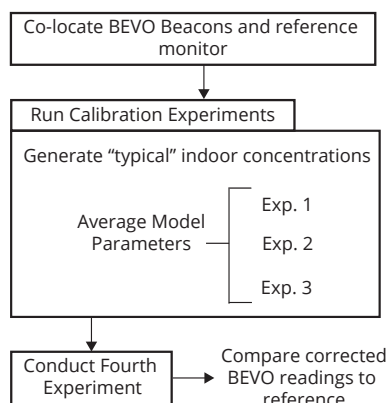 Co-locate BEVO Beacons and reference
monitor
Run Calibration Experiments
Generate “typical” indoor concentrations
Average Model
Parameters
Exp. 1
Exp. 2
Exp. 3
Conduct Fourth
Experiment
Compare corrected
BEVO readings to
reference